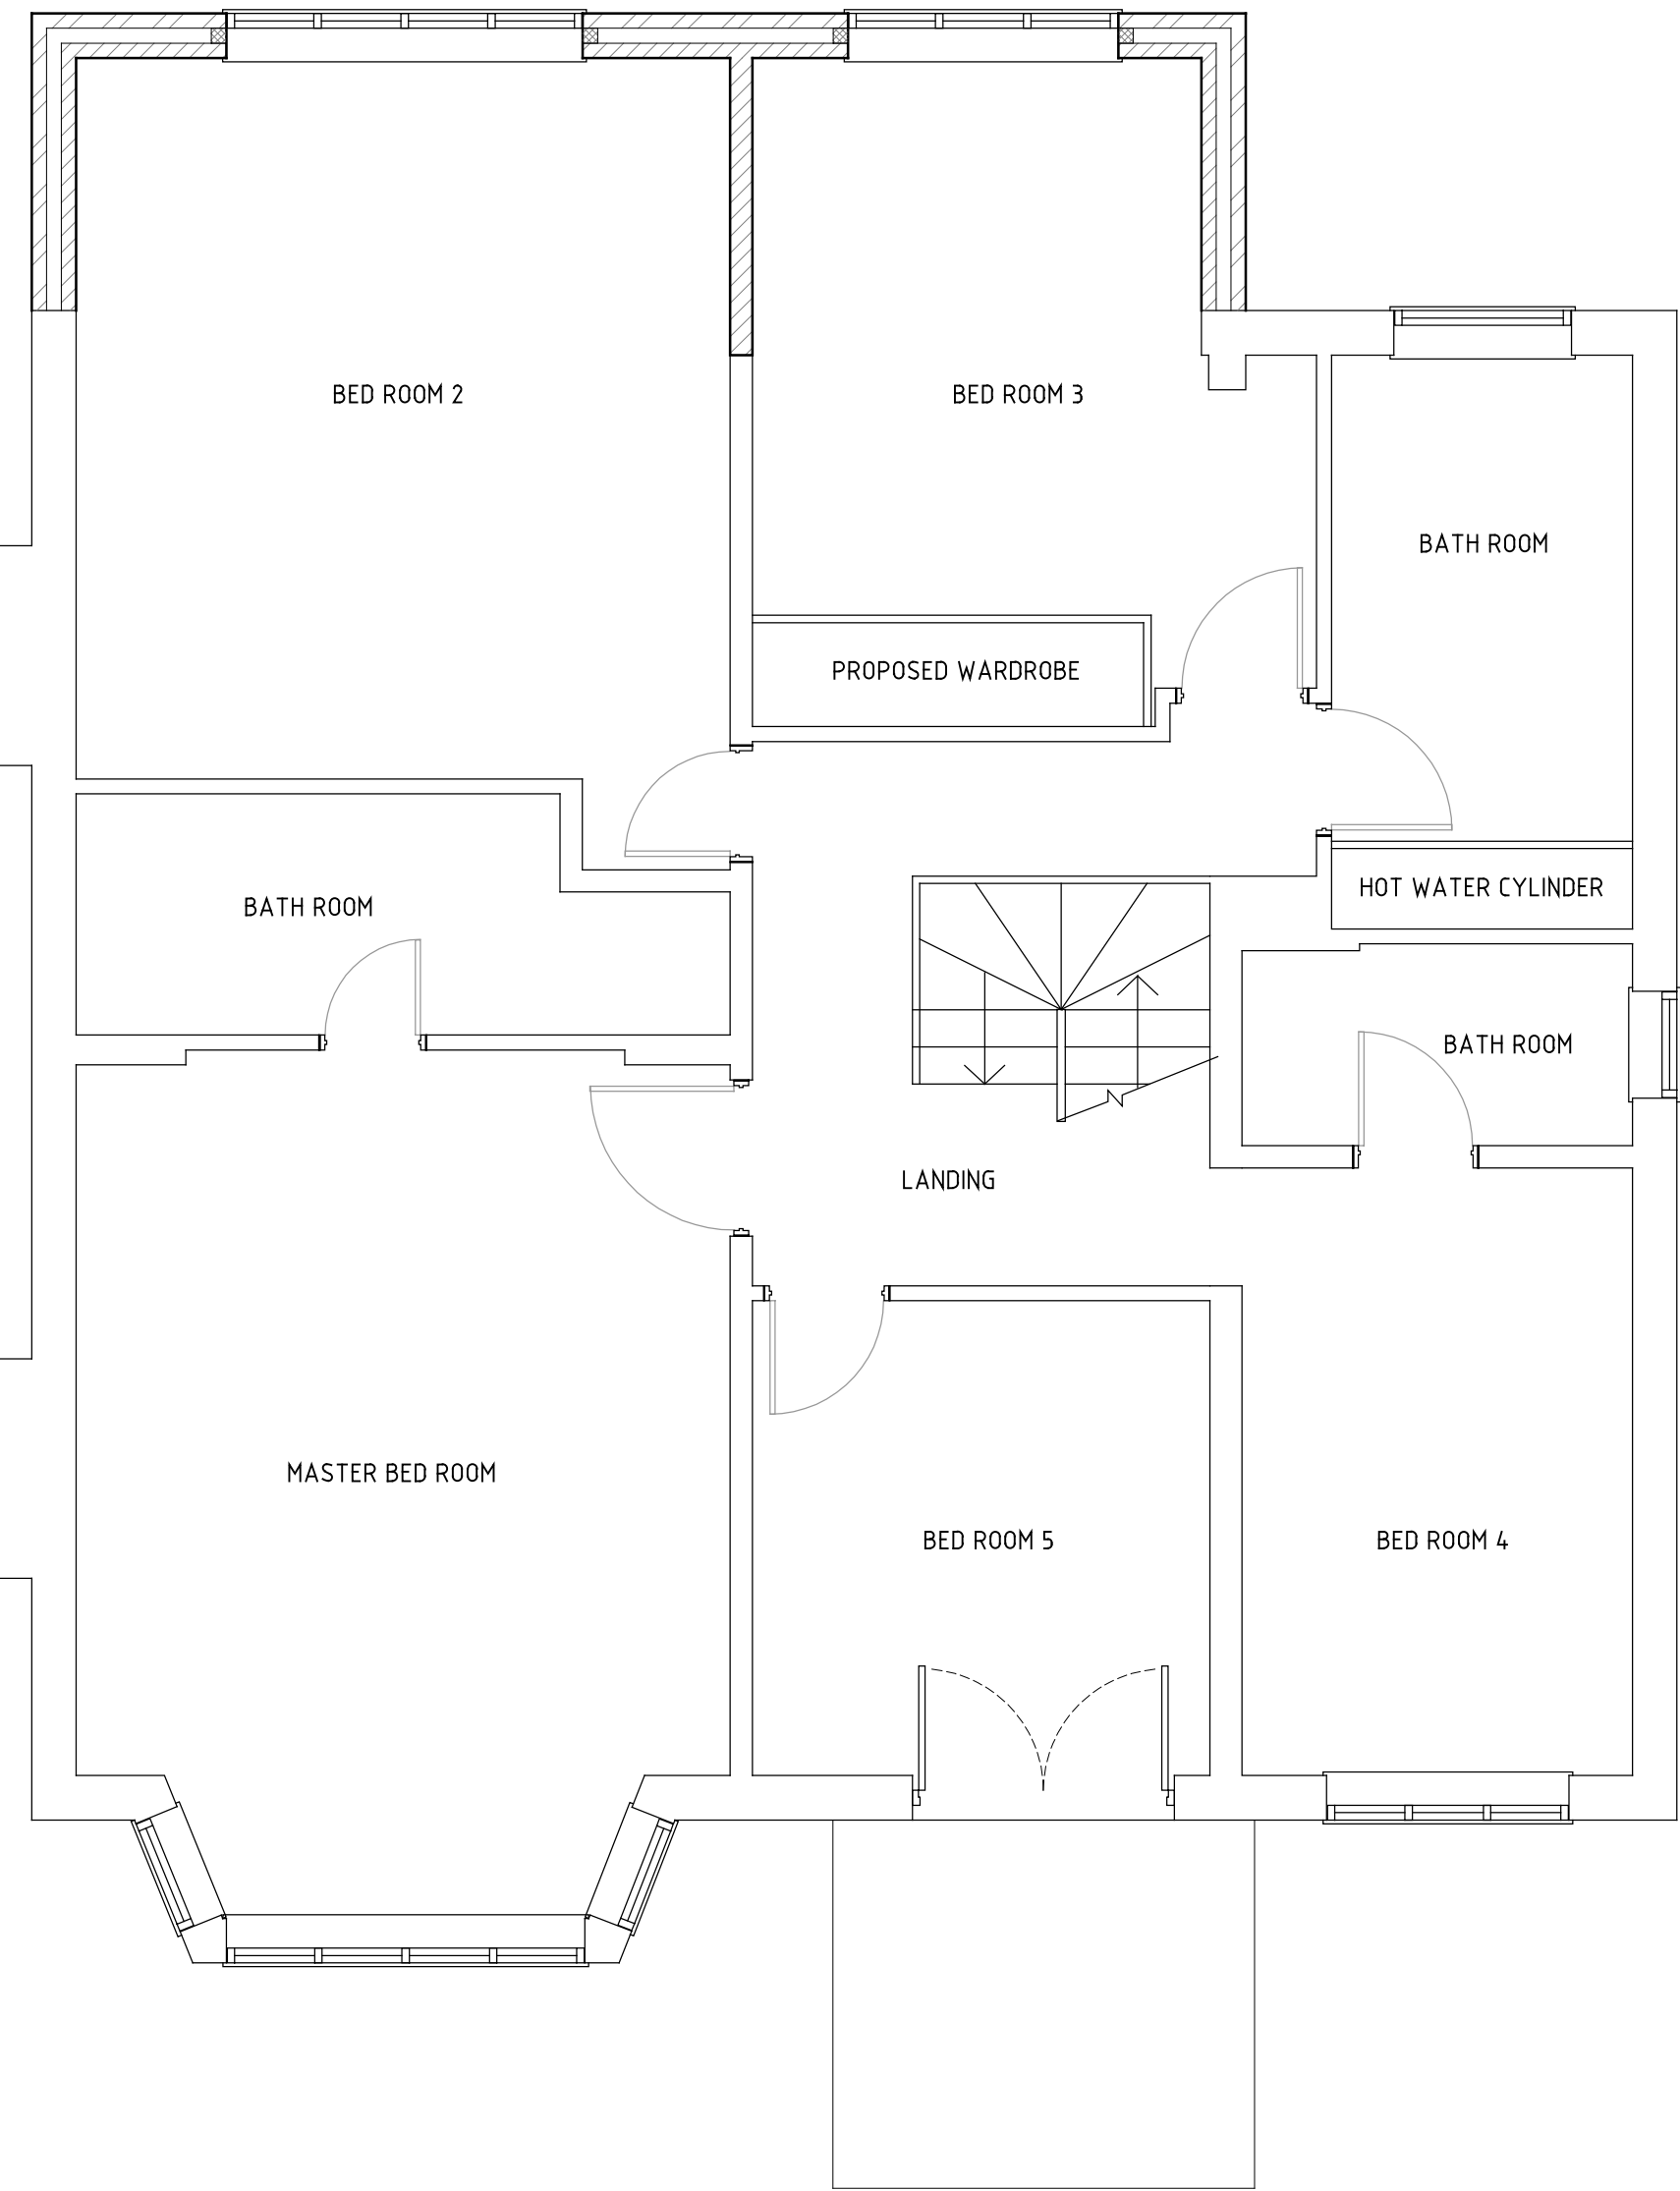 BED ROOM 2
BED ROOM 3
BATH ROOM
PROPOSED WARDROBE
HOT WATER CYLINDER
BATH ROOM
BATH ROOM
LANDING
MASTER BED ROOM
BED ROOM 5
BED ROOM 4